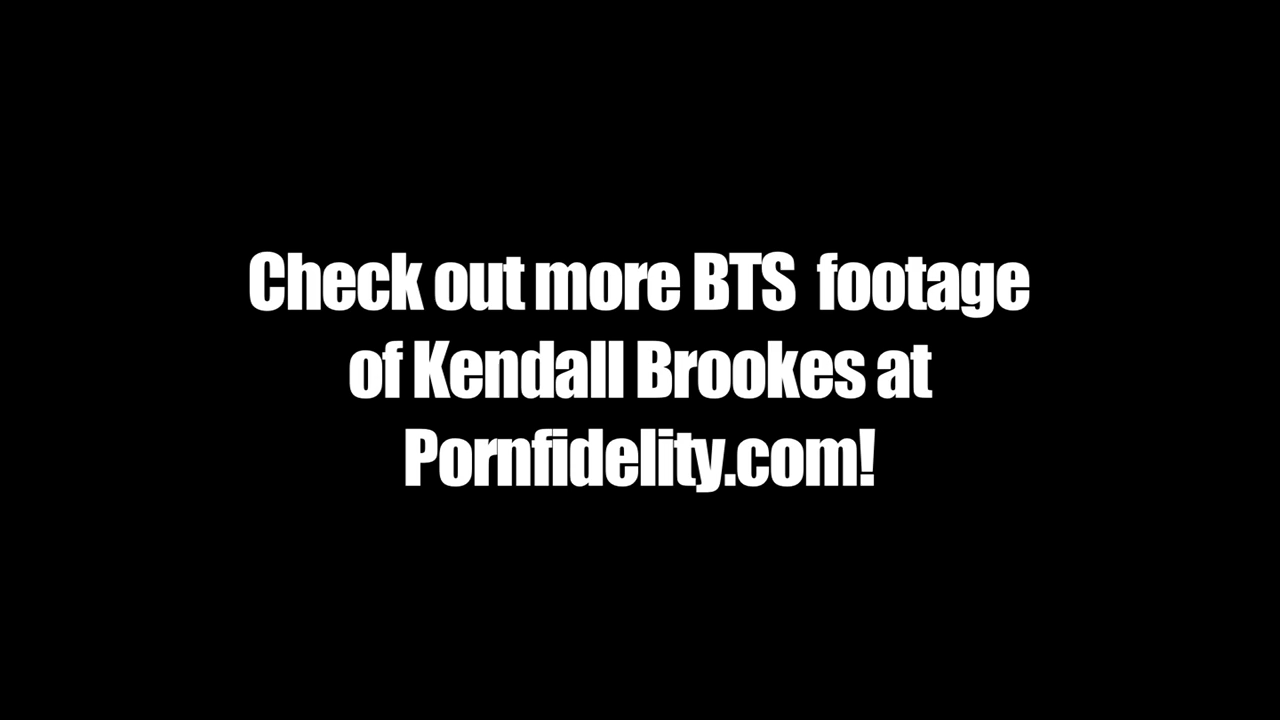 Check out more BTS  footage
of Kendall Brookes at
Pornfidelity.com!